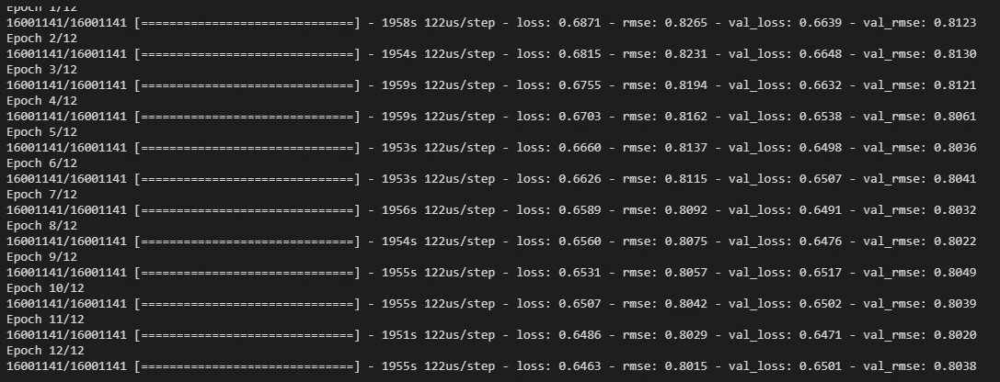 Epoch 1/12
16001141/16001141 [==============================] - 1958s 122us/step - loss: 0.6871 - rmse: 0.8265 - val_loss: 0.6639 - val_rmse: 0.8123
Epoch 2/12
16001141/16001141 [==============================] - 1954s 122us/step - loss: 0.6815 - rmse: 0.8231 - val_loss: 0.6648 - val_rmse: 0.8130
Epoch 3/12
16001141/16001141 [==============================] - 1959s 122us/step - loss: 0.6755 - rmse: 0.8194 - val_loss: 0.6632 - val_rmse: 0.8121
Epoch 4/12
16001141/16001141 [==============================] - 1959s 122us/step - loss: 0.6703 - rmse: 0.8162 - val_loss: 0.6538 - val_rmse: 0.8061
Epoch 5/12
16001141/16001141 [==============================] - 1953s 122us/step - loss: 0.6660 - rmse: 0.8137 - val_loss: 0.6498 - val_rmse: 0.8036
Epoch 6/12
16001141/16001141 [==============================] - 1953s 122us/step - loss: 0.6626 - rmse: 0.8115 - val_loss: 0.6507 - val_rmse: 0.8041
Epoch 7/12
16001141/16001141 [==============================] - 1956s 122us/step - loss: 0.6589 - rmse: 0.8092 - val_loss: 0.6491 - val_rmse: 0.8032
Epoch 8/12
16001141/16001141 [==============================] - 1954s 122us/step - loss: 0.6560 - rmse: 0.8075 - val_loss: 0.6476 - val_rmse: 0.8022
Epoch 9/12
16001141/16001141 [==============================] - 1955s 122us/step - loss: 0.6531 - rmse: 0.8057 - val_loss: 0.6517 - val_rmse: 0.8049
Epoch 10/12
16001141/16001141 [==============================] - 1955s 122us/step - loss: 0.6507 - rmse: 0.8042 - val_loss: 0.6502 - val_rmse: 0.8039
Epoch 11/12
16001141/16001141 [==============================] - 1951s 122us/step - loss: 0.6486 - rmse: 0.8029 - val_loss: 0.6471 - val_rmse: 0.8020
Epoch 12/12
16001141/16001141 [==============================] - 1955s 122us/step - loss: 0.6463 - rmse: 0.8015 - val_loss: 0.6501 - val_rmse: 0.8038